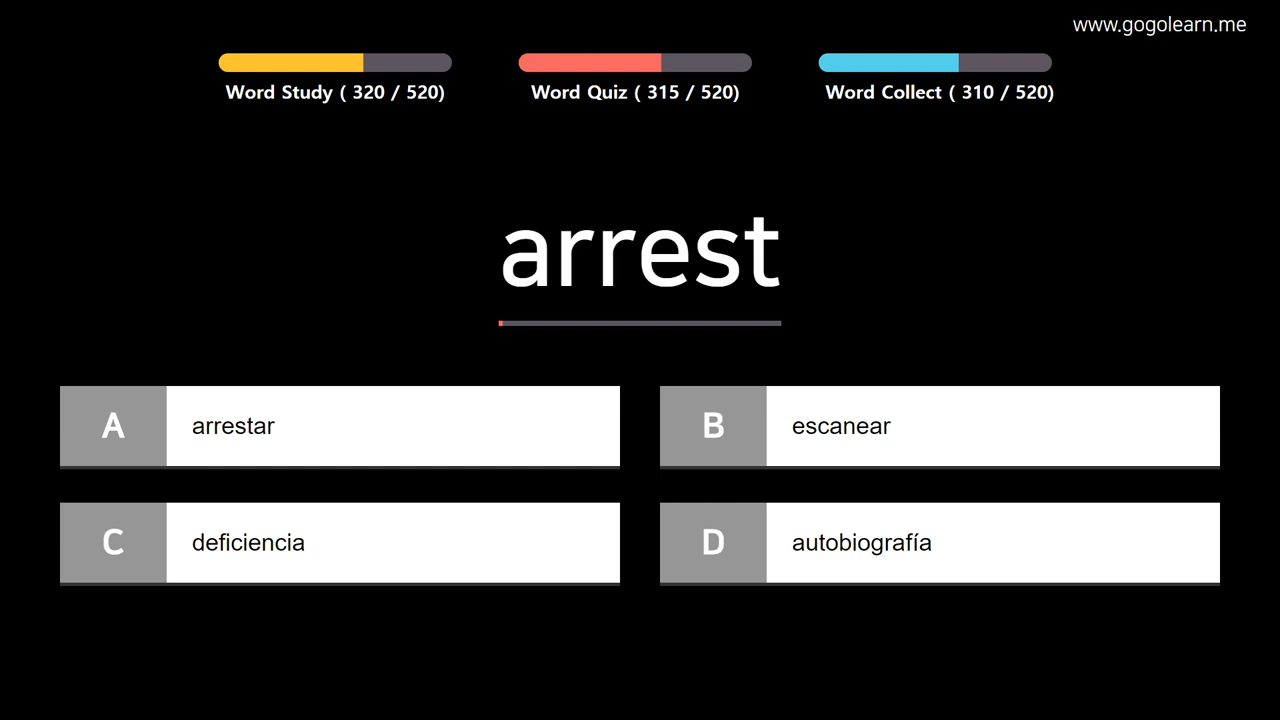 www.gogolearn.me
Word Study ( 320 / 520)
Word Quiz ( 315 / 520)
Word Collect ( 310 / 520)
arrest
A arrestar
B escanear
C deficiencia
D autobiografía